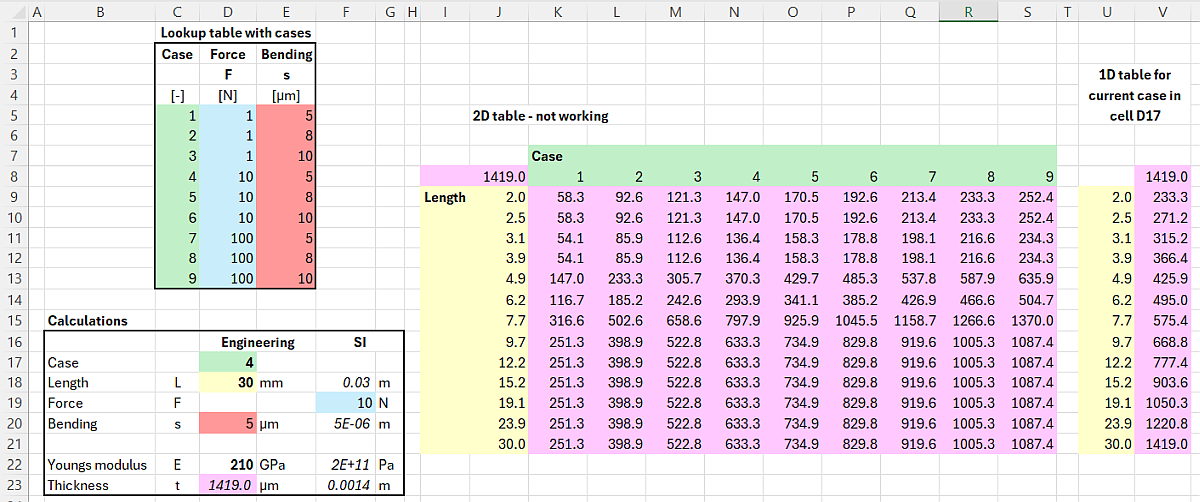 A B C D E F G H I J K L M N O P Q R S T U V
1 Lookup table with cases
2 Case Force Bending
3 F s 1D table for
4 [-] [N] [µm] current case in
5 1 1 5 2D table - not working cell D17
6 2 1 8
7 3 1 10 Case
8 4 10 5 1419.0 1 2 3 4 5 6 7 8 9 1419.0
9 5 10 8 Length 2.0 58.3 92.6 121.3 147.0 170.5 192.6 213.4 233.3 252.4 2.0 233.3
10 6 10 10 2.5 58.3 92.6 121.3 147.0 170.5 192.6 213.4 233.3 252.4 2.5 271.2
11 7 100 5 3.1 54.1 85.9 112.6 136.4 158.3 178.8 198.1 216.6 234.3 3.1 315.2
12 8 100 8 3.9 54.1 85.9 112.6 136.4 158.3 178.8 198.1 216.6 234.3 3.9 366.4
13 9 100 10 4.9 147.0 233.3 305.7 370.3 429.7 485.3 537.8 587.9 635.9 4.9 425.9
14 6.2 116.7 185.2 242.6 293.9 341.1 385.2 426.9 466.6 504.7 6.2 495.0
15 Calculations 7.7 316.6 502.6 658.6 797.9 925.9 1045.5 1158.7 1266.6 1370.0 7.7 575.4
16 Engineering SI 9.7 251.3 398.9 522.8 633.3 734.9 829.8 919.6 1005.3 1087.4 9.7 668.8
17 Case 4 12.2 251.3 398.9 522.8 633.3 734.9 829.8 919.6 1005.3 1087.4 12.2 777.4
18 Length L 30 mm 0.03 m 15.2 251.3 398.9 522.8 633.3 734.9 829.8 919.6 1005.3 1087.4 15.2 903.6
19 Force F 10 N 19.1 251.3 398.9 522.8 633.3 734.9 829.8 919.6 1005.3 1087.4 19.1 1050.3
20 Bending s 5 µm 5E-06 m 23.9 251.3 398.9 522.8 633.3 734.9 829.8 919.6 1005.3 1087.4 23.9 1220.8
21 30.0 251.3 398.9 522.8 633.3 734.9 829.8 919.6 1005.3 1087.4 30.0 1419.0
22 Youngs modulus E 210 GPa 2E+11 Pa
23 Thickness t 1419.0 µm 0.0014 m